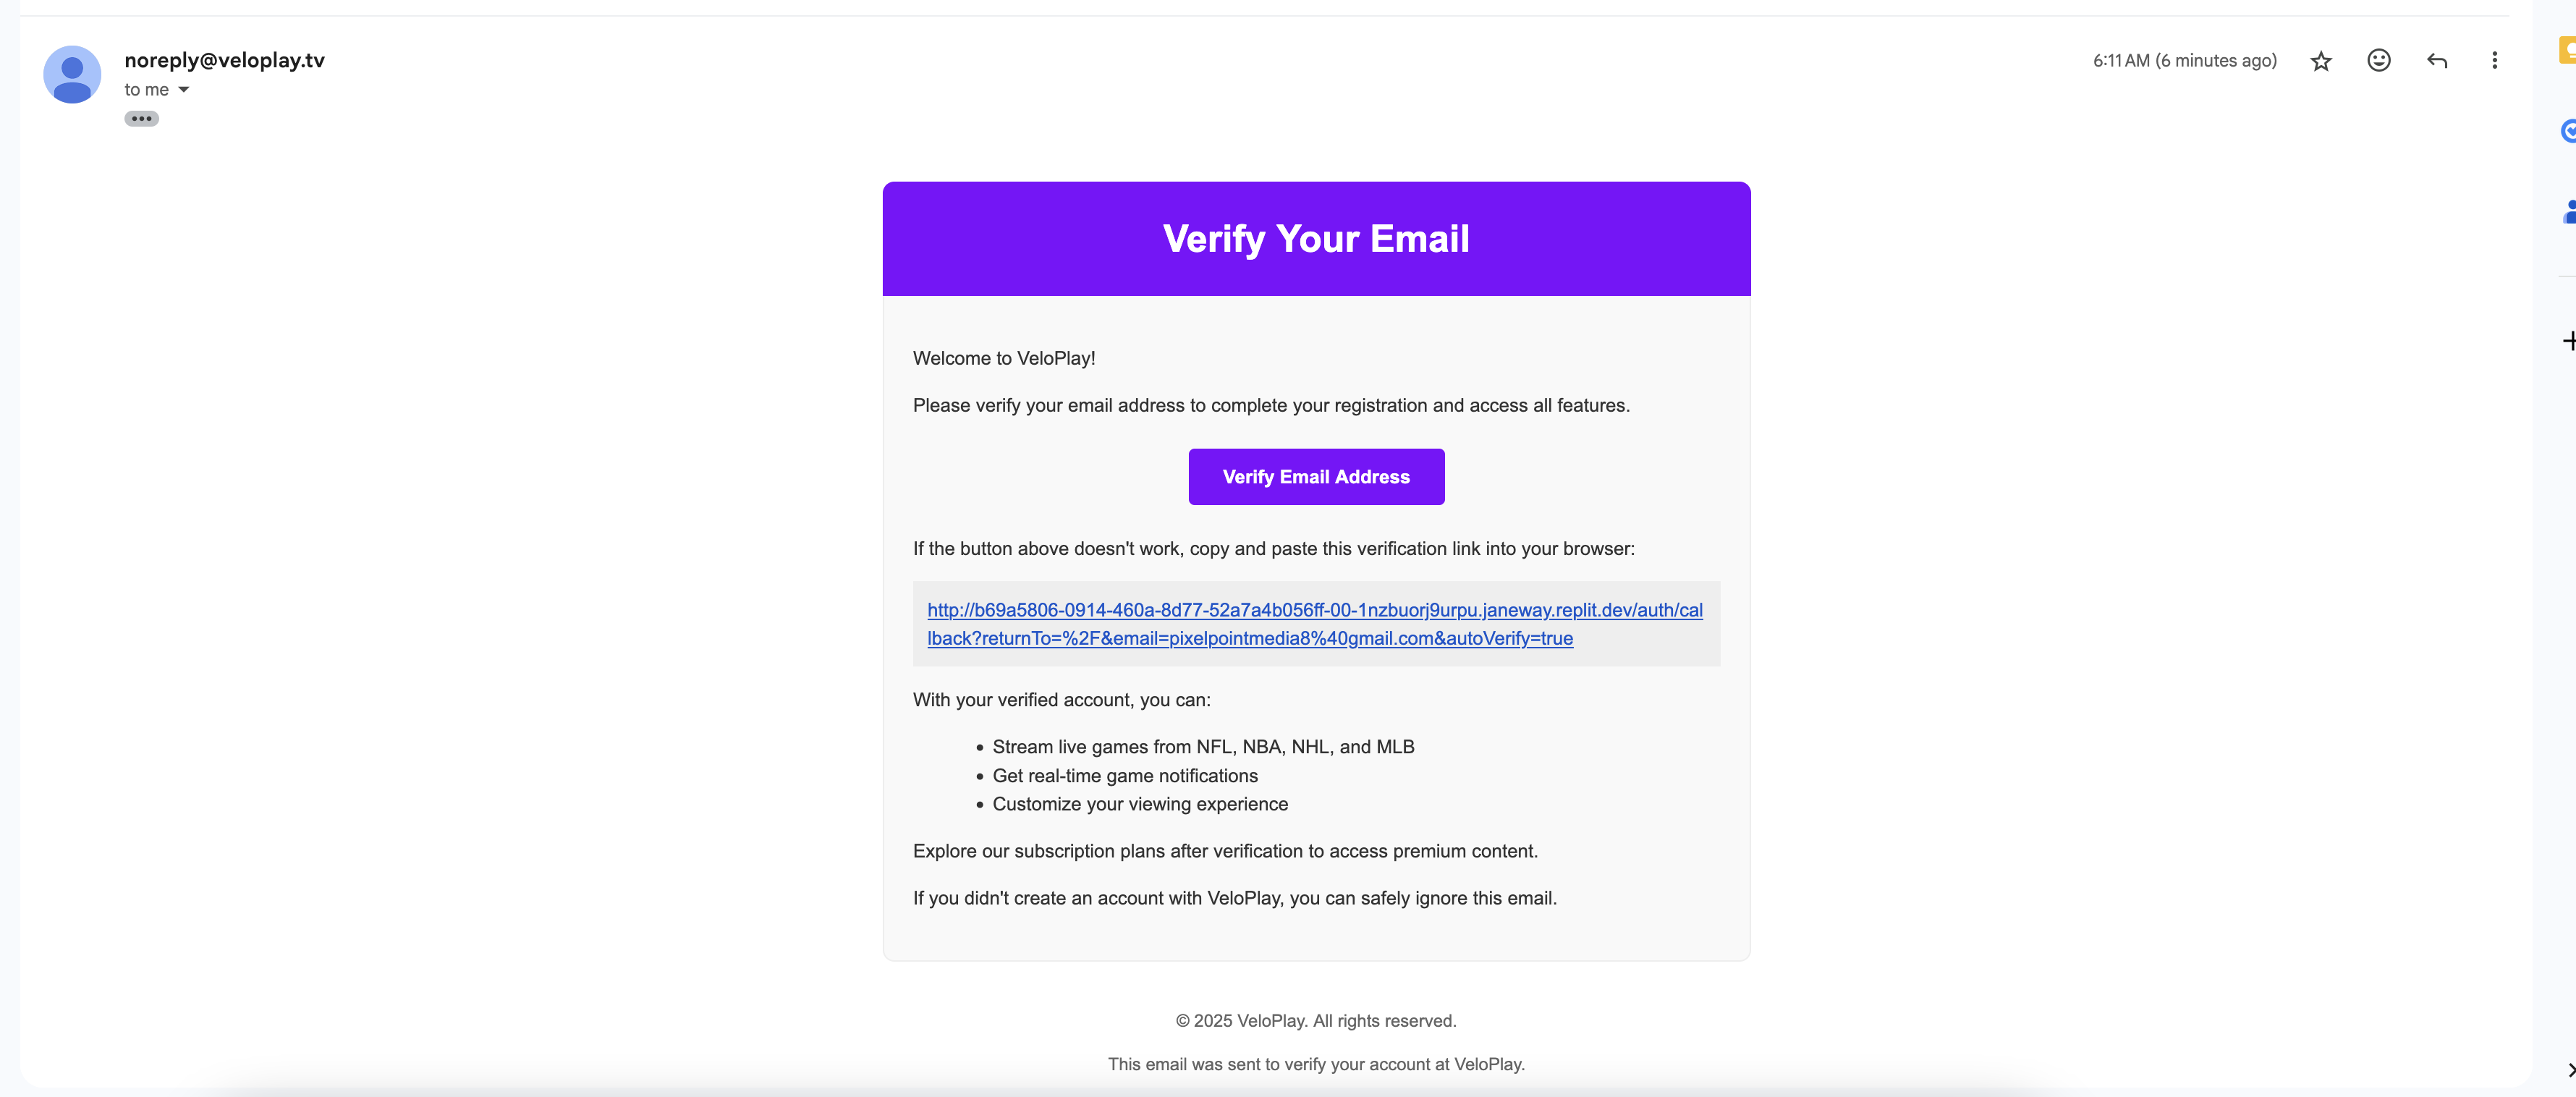 noreply@veloplay.tv
6:11 AM (6 minutes ago)
to me
Verify Your Email
Welcome to VeloPlay!
Please verify your email address to complete your registration and access all features.
Verify Email Address
If the button above doesn't work, copy and paste this verification link into your browser:
http://b69a5806-0914-460a-8d77-52a7a4b056ff-00-1nzbuorj9urpu.janeway.replit.dev/auth/cal
lback?returnTo=%2F&email=pixelpointmedia8%40gmail.com&autoVerify=true
With your verified account, you can:
• Stream live games from NFL, NBA, NHL, and MLB
• Get real-time game notifications
• Customize your viewing experience
Explore our subscription plans after verification to access premium content.
If you didn't create an account with VeloPlay, you can safely ignore this email.
© 2025 VeloPlay. All rights reserved.
This email was sent to verify your account at VeloPlay.